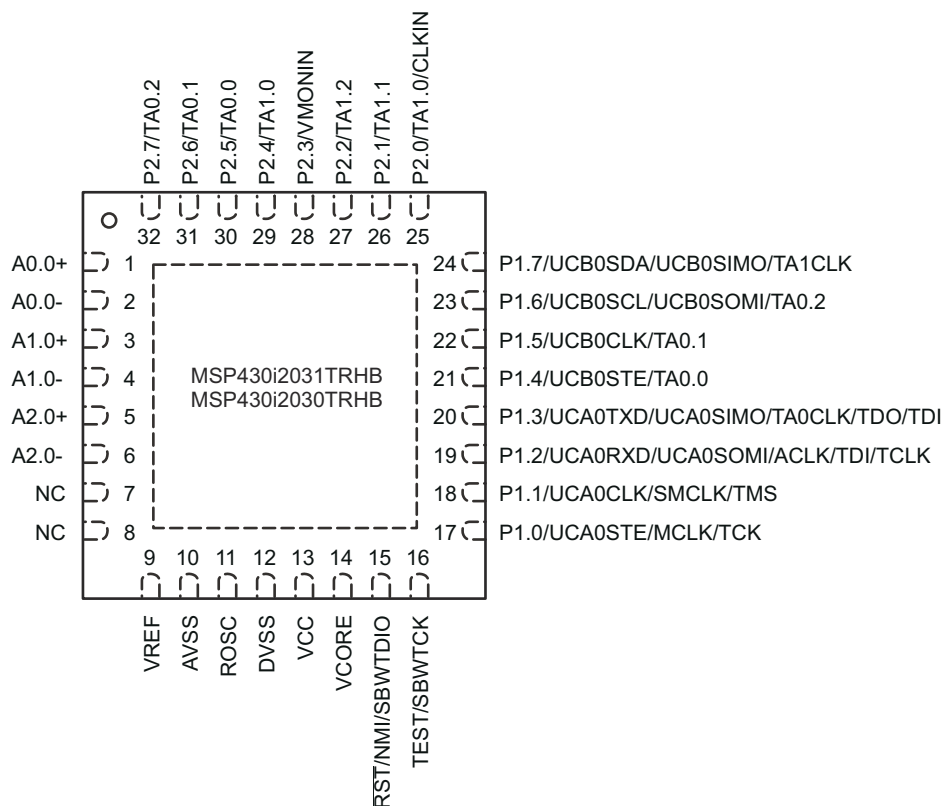 P2.7/TA0.2
P2.6/TA0.1
P2.5/TA0.0
P2.4/TA1.0
P2.3/VMONIN
P2.2/TA1.2
P2.1/TA1.1
P2.0/TA1.0/CLKIN
32 31 30 29 28 27 26 25
A0.0+ 1
A0.0- 2
A1.0+ 3
A1.0- 4
A2.0+ 5
A2.0- 6
NC 7
NC 8
MSP430i2031TRHB
MSP430i2030TRHB
24 P1.7/UCB0SDA/UCB0SIMO/TA1CLK
23 P1.6/UCB0SCL/UCB0SOMI/TA0.2
22 P1.5/UCB0CLK/TA0.1
21 P1.4/UCB0STE/TA0.0
20 P1.3/UCA0TXD/UCA0SIMO/TA0CLK/TDO/TDI
19 P1.2/UCA0RXD/UCA0SOMI/ACLK/TDI/TCLK
18 P1.1/UCA0CLK/SMCLK/TMS
17 P1.0/UCA0STE/MCLK/TCK
9 10 11 12 13 14 15 16
VREF
AVSS
ROSC
DVSS
VCC
VCORE
RST/NMI/SBWTDIO
TEST/SBWTCK